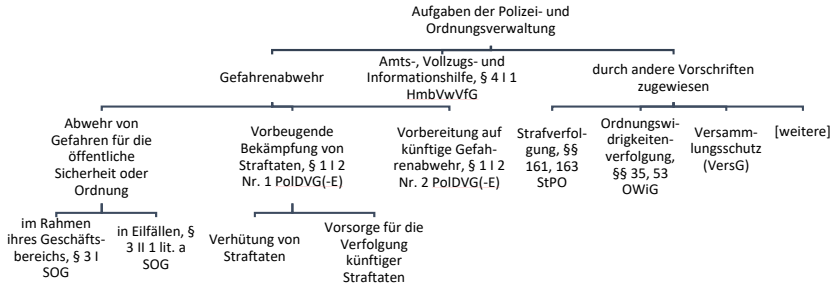 Aufgaben der Polizei- und
Ordnungsverwaltung
Gefahrenabwehr
Amts-, Vollzugs- und
Informationshilfe, § 4 I 1
HmbVwVfG
durch andere Vorschriften
zugewiesen
Abwehr von
Gefahren für die
öffentliche
Sicherheit oder
Ordnung
Vorbeugende
Bekämpfung von
Straftaten, § 1 I 2
Nr. 1 PolDVG(-E)
Vorbereitung auf
künftige Gefah-
renabwehr, § 1 I 2
Nr. 2 PolDVG(-E)
Strafverfol-
gung, §§
161, 163
StPO
Ordnungswi-
drigkeiten-
verfolgung,
§§ 35, 53
OWiG
Versamm-
lungsschutz
(VersG)
[weitere]
im Rahmen
ihres Geschäfts-
bereichs, § 3 I
SOG
in Eilfällen, §
3 II 1 lit. a
SOG
Verhütung von
Straftaten
Vorsorge für die
Verfolgung
künftiger
Straftaten